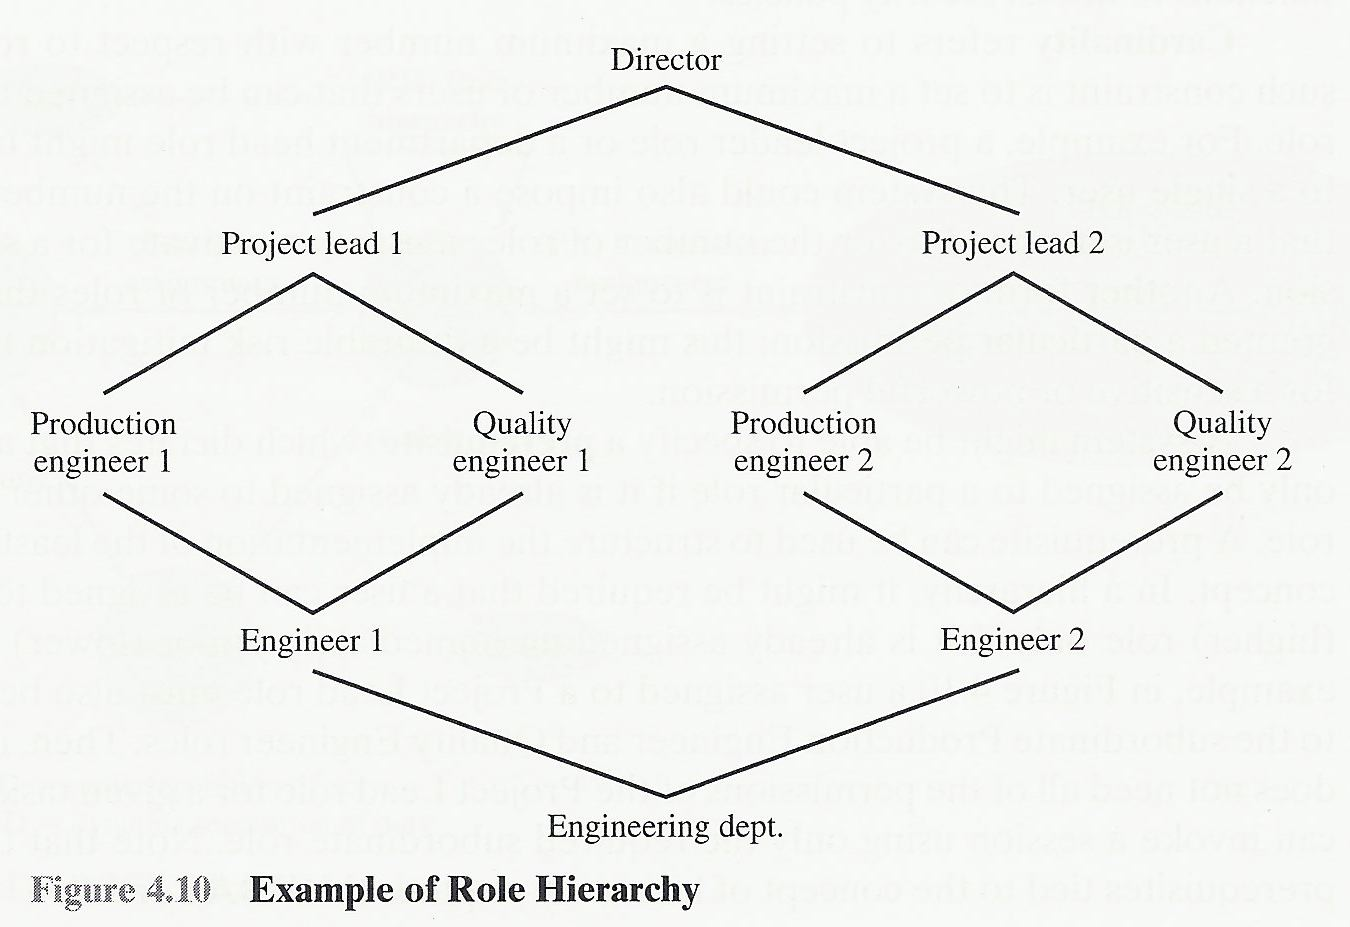 Director
Project lead 1
Project lead 2
Production
engineer 1
Quality
engineer 1
Production
engineer 2
Quality
engineer 2
Engineer 1
Engineer 2
Engineering dept.
Figure 4.10 Example of Role Hierarchy